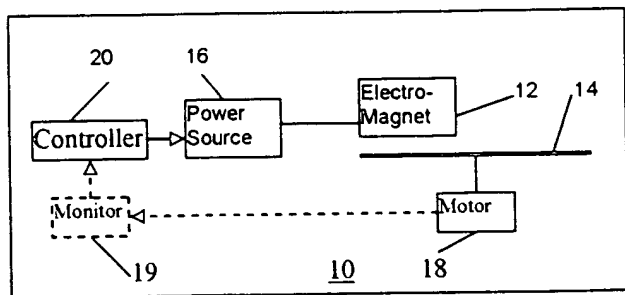 20
16
Electro-
Magnet
12
14
Controller
Power
Source
Monitor
Motor
19
10
18